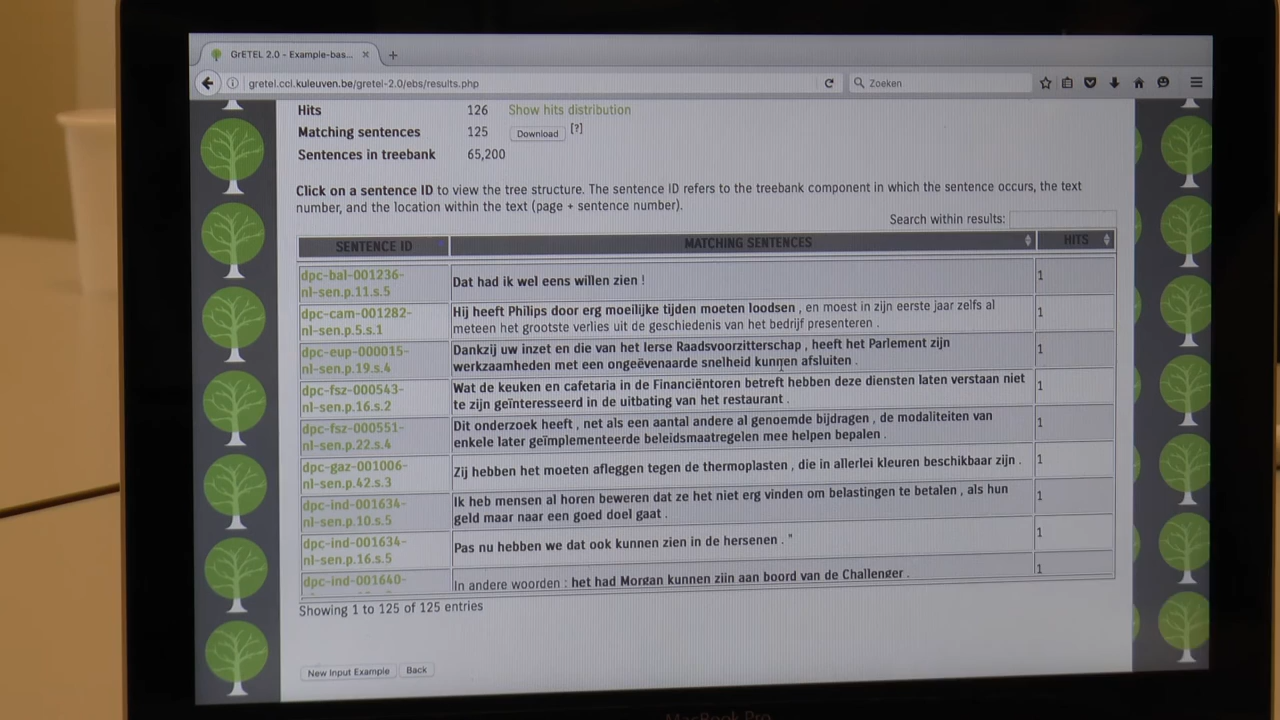 GrETEL 2.0 - Example-bas...
gretel.ccl.kuleuven.be/gretel-2.0/ebs/results.php
Zoeken
Hits 126 Show hits distribution
Matching sentences 125 Download [?]
Sentences in treebank 65,200
Click on a sentence ID to view the tree structure. The sentence ID refers to the treebank component in which the sentence occurs, the text
number, and the location within the text (page + sentence number).
Search within results:
SENTENCE ID MATCHING SENTENCES HITS
dpc-bal-001236-
nl-sen.p.11.s.5
Dat had ik wel eens willen zien !
1
dpc-cam-001282-
nl-sen.p.5.s.1
Hij heeft Philips door erg moeilijke tijden moeten loodsen , en moest in zijn eerste jaar zelfs al
meteen het grootste verlies uit de geschiedenis van het bedrijf presenteren .
1
dpc-eup-000015-
nl-sen.p.19.s.4
Dankzij uw inzet en die van het Ierse Raadsvoorzitterschap , heeft het Parlement zijn
werkzaamheden met een ongeëvenaarde snelheid kunnen afsluiten .
1
dpc-fsz-000543-
nl-sen.p.16.s.2
Wat de keuken en cafetaria in de Financiëntoren betreft hebben deze diensten laten verstaan niet
te zijn geïnteresseerd in de uitbating van het restaurant .
1
dpc-fsz-000551-
nl-sen.p.22.s.4
Dit onderzoek heeft , net als een aantal andere al genoemde bijdragen , de modaliteiten van
enkele later geïmplementeerde beleidsmaatregelen mee helpen bepalen .
1
dpc-gaz-001006-
nl-sen.p.42.s.3
Zij hebben het moeten afleggen tegen de thermoplasten , die in allerlei kleuren beschikbaar zijn .
1
dpc-ind-001634-
nl-sen.p.10.s.5
Ik heb mensen al horen beweren dat ze het niet erg vinden om belastingen te betalen , als hun
geld maar naar een goed doel gaat .
1
dpc-ind-001634-
nl-sen.p.16.s.5
Pas nu hebben we dat ook kunnen zien in de hersenen . "
1
dpc-ind-001640-
In andere woorden : het had Morgan kunnen zijn aan boord van de Challenger .
1
Showing 1 to 125 of 125 entries
New Input Example Back
MacBook Pro